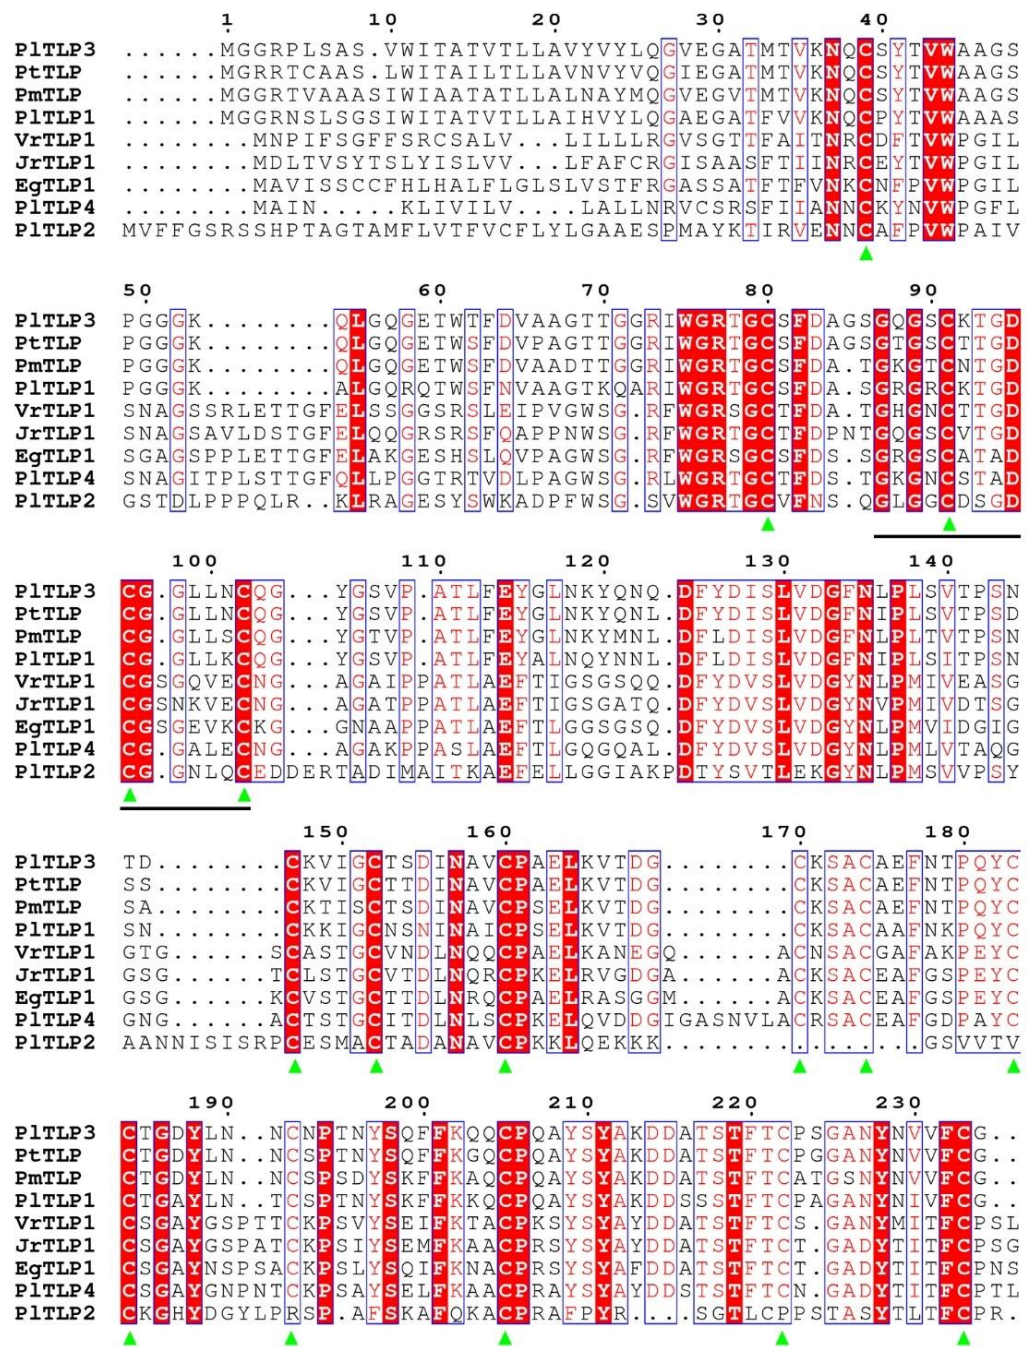 1 10 20 30 40
PlTLP3 ......MGGRPLSAS.VWITATVTLLAVYVYLQGVEGATMTVKNQCSYTVWAAGS
PtTLP ......MGRRTCAAS.LWITAILTLLAVNVYVQGIEGATMTVKNQCSYTVWAAGS
PmTLP ......MGGRTVAAASIWIAATATLLALNAYMQGVEGVTMTVKNQCSYTVWAAGS
PlTLP1 ......MGGRNSLSGSIWITATVTLLAIHVYLQGAEGATFVVKNQCPYTVWAAAS
VrTLP1 ........MNPIFSGFFSRCSALV...LILLLRGVSGTTFAITNRCDFTVWPGIL
JrTLP1 ........MDLTVSYTSLYISLVV....LFAFCRGISAASFTIINRCEYTVWPGIL
EgTLP1 ........MAVISSCCFHLHALFLGLSLVSTFRGASSATFTFVNKCNFPVWPGIL
PlTLP4 ........MAIN.....KLIVILV....LALLNRVCSRSFIIANNCKYNVWPGFL
PlTLP2 MVFFGSRSSHPTAGTAMFLVTFVCFLYLGAAESPMAYKTIRVENNCAFPVWPAIV
50 60 70 80 90
PlTLP3 PGGGK........QLGQGETWTFDVAAGTTGGRIWGRTGCSFDAGSGQGSCKTGD
PtTLP PGGGK........QLGQGETWSFDVPAGTTGGRIWGRTGCSFDAGSGTGSCTTGD
PmTLP PGGGK........QLGQGETWSFDVAADTTGGRIWGRTGCSFDA.TGKGTCKTGD
PlTLP1 PGGGK........ALGQRQTWSFNVAAGTKQARIWGRTGCSFDA.SGRGRCKTGD
VrTLP1 SNAGSSRLETTGFELSSGGSRSLEIPVGWSG.RFWGRSGCTFDA.TGHGNCTTGD
JrTLP1 SNAGSAVLDSTGFELQQGRSRSFQAPPNWSG.RFWGRTGCTFDPNTGQGSCVTGD
EgTLP1 SGAGSPPLETTGFELAKGESHSLQVPAGWSG.RFWGRSGCTFDS.SGRGSCATAD
PlTLP4 SNAGITPLSTTGFQLLPGGTRTVDLPAGWSG.RLWGRTGCTFDS.TGKGNCSTAD
PlTLP2 GSTDLPPPQLR..KLRAGESYSWKADPFWSG.SVWGRTGCVFNS.QGLGGCDSGD
100 110 120 130 140
PlTLP3 CG.GLLNCQG...YGSVP.ATLFEYGLNKYQNQ.DFYDISLVDGFNLPLSVTPSN
PtTLP CG.GLLNCQG...YGSVP.ATLFEYGLNKYQNL.DFYDISLVDGFNLPLSVTPSD
PmTLP CG.GLLSCQG...YGTVP.ATLFEYGLNKYMNL.DFLDISLVDGFNLPLTVTPSN
PlTLP1 CG.GLLKCQG...YGSVP.ATLFEYALNQYNNL.DFLDISLVDGFNIPLSITPSN
VrTLP1 CGSGQVECNG...AGAIPPATLAEFTIGSGSQQ.DFYDVSLVDGYNLPMIVEASG
JrTLP1 CGSNKVECNG...AGATPPATLAEFTIGSGATQ.DFYDVSLVDGYNVPMIVDTSG
EgTLP1 CGSGEVKCKG...GNAAPPATLAEFTLGGSGSQ.DFYDVSLVDGYNLPMVIDGIG
PlTLP4 CG.GALECNG...AGAKPPASLAEFTLGQGQAL.DFYDVSLVDGYNLPMLVTAQG
PlTLP2 CG.GNLQCEDDERTADIMAITKAEFELLGGIAKPDTYSVTLEKGYNLPMSVVPSY
150 160 170 180
PlTLP3 TD........CKVIGCTSDINAVCPAELKVTDG........CKSACAEFNTPQYC
PtTLP SS........CKVIGCTTDINAVCPAELKVTDG........CKSACAEFNTPQYC
PmTLP SA........CKTISCTSDINAVCPSELKVTDG........CKSACAEFNTPQYC
PlTLP1 SN........CKKIGCNSNINAICPSELKVTDG........CKSACAAFNKPQYC
VrTLP1 GTG.......SCASTGCVNDLNQQCPAELKANEGQ......ACNSACGAFAKPEYC
JrTLP1 GSG.......TCLSTGCVTDLNQRCPKELRVGDGA......ACKSACEAFGSPEYC
EgTLP1 GSG.......KCVSTGCTTDLNRQCPAELRASGGM......ACKSACEAFGSPEYC
PlTLP4 GNG.......ACTSTGCITDLNLSCPKELQVDDGIGASNVLACRSACEAFGDPAYC
PlTLP2 AANNISISRPCESMACTADANAVCPKKLQEKKK...............GSVVTV
190 200 210 220 230
PlTLP3 CTGDYLN..NCNPTNYSQFFKQQCPQAYSYAKDDATSTFTCPSGANYNVVFCG..
PtTLP CTGDYLN..NCSPTNYSQFFKGQCPQAYSYAKDDATSTFTCPGGANYNVVFCG..
PmTLP CTGDYLN..NCSPSDYSKFFKAQCPQAYSYAKDDATSTFTCATGSNYNVVFCG..
PlTLP1 CTGAYLN..TCSPTNYSKFFKKQCPQAYSYAKDDSSSTFTCPAGANYNIVFCG..
VrTLP1 CSGAYGSPTTCKPSVYSEIFKTACPKSYSYAYDDATSTFTCS.GANYMITFCPSL
JrTLP1 CSGAYGSPATCKPSIYSEMFKAACPRSYSYAYDDATSTFTCT.GADYTITFCPSG
EgTLP1 CSGAYNSPSACKPSLYSQIFKNACPRSYSYAFDDATSTFTCT.GADYTITFCPNS
PlTLP4 CSGAYGNPNTCKPSAYSELFKAACPRAYSYAYDDSTSTFTCN.GADYTITFCPTL
PlTLP2 CKGHYDGYLPRSP.AFSKAFQKACPRAFPYR...SGTLCPPSTASYTLTFCPR.